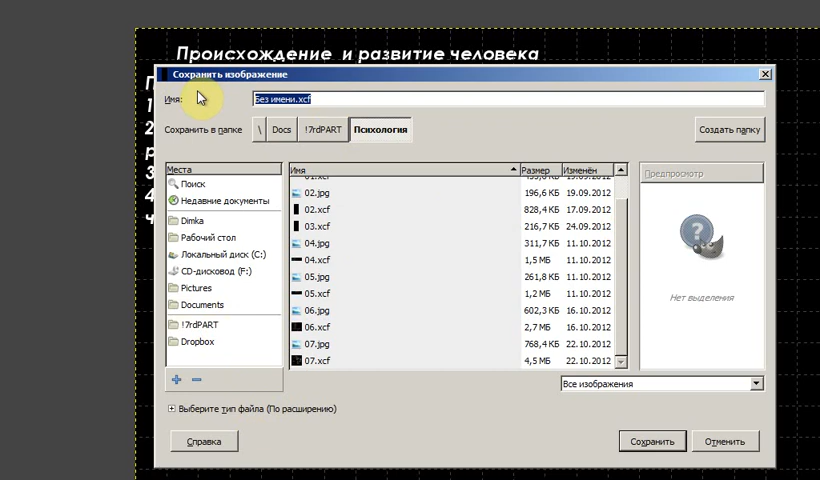 Происхождение и развитие человека
Сохранить изображение
П
1
2
р
3
4
ч
Имя:
Без имени.xcf
Сохранить в папке
\ Docs !7rdPART Психология
Создать папку
Места
Поиск
Недавние документы
Dimka
Рабочий стол
Локальный диск (C:)
CD-дисковод (F:)
Pictures
Documents
!7rdPART
Dropbox
Имя Размер Изменён
19.09.2012
02.jpg 196,6 КБ 19.09.2012
02.xcf 828,4 КБ 17.09.2012
03.xcf 216,7 КБ 24.09.2012
04.jpg 311,7 КБ 11.10.2012
04.xcf 1,5 МБ 11.10.2012
05.jpg 261,8 КБ 11.10.2012
05.xcf 1,2 МБ 11.10.2012
06.jpg 602,3 КБ 16.10.2012
06.xcf 2,7 МБ 16.10.2012
07.jpg 768,4 КБ 22.10.2012
07.xcf 4,5 МБ 22.10.2012
Предпросмотр
Нет выделения
Все изображения
Выберите тип файла (По расширению)
Справка
Сохранить
Отменить